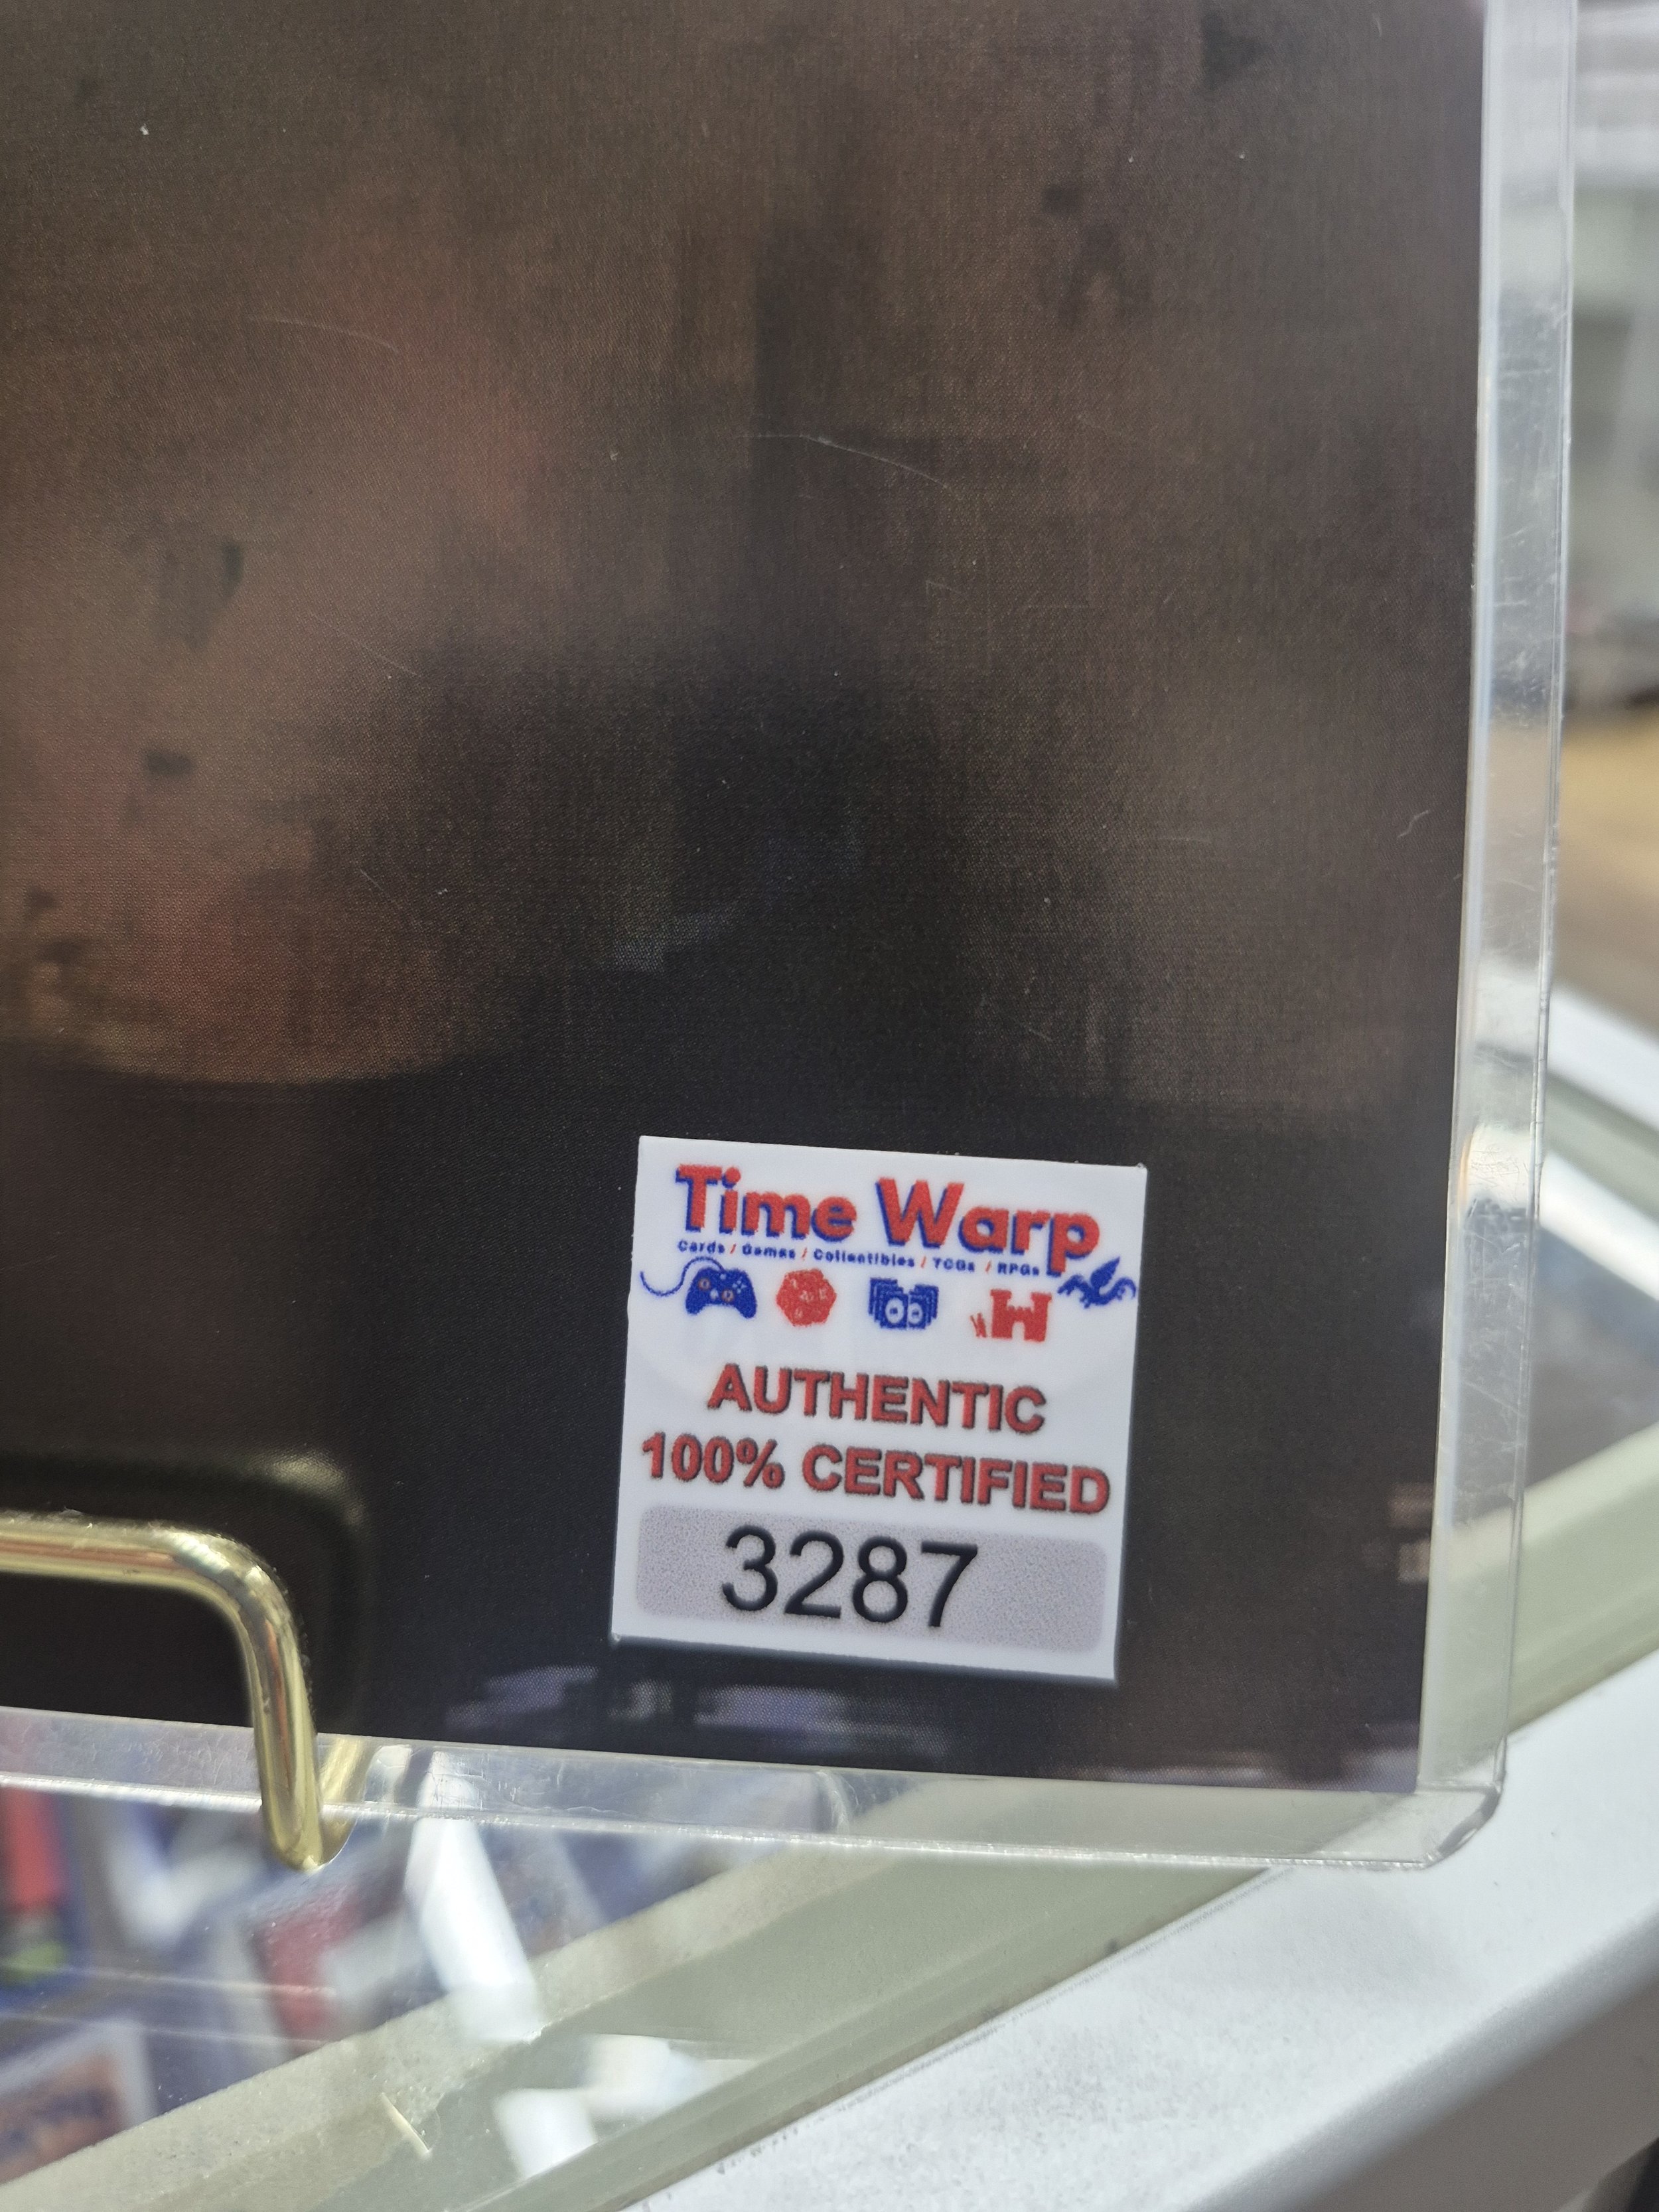 Time Warp
Cards / Games / Collectibles / TCGs / RPGs
AUTHENTIC
100% CERTIFIED
3287